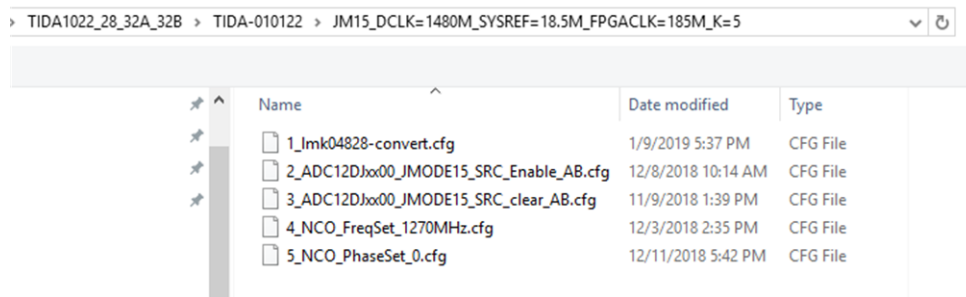 › TIDA1022_28_32A_32B › TIDA-010122 › JM15_DCLK=1480M_SYSREF=18.5M_FPGACLK=185M_K=5
Name Date modified Type
1_lmk04828-convert.cfg 1/9/2019 5:37 PM CFG File
2_ADC12DJxx00_JMODE15_SRC_Enable_AB.cfg 12/8/2018 10:14 AM CFG File
3_ADC12DJxx00_JMODE15_SRC_clear_AB.cfg 11/9/2018 1:39 PM CFG File
4_NCO_FreqSet_1270MHz.cfg 12/3/2018 2:35 PM CFG File
5_NCO_PhaseSet_0.cfg 12/11/2018 5:42 PM CFG File